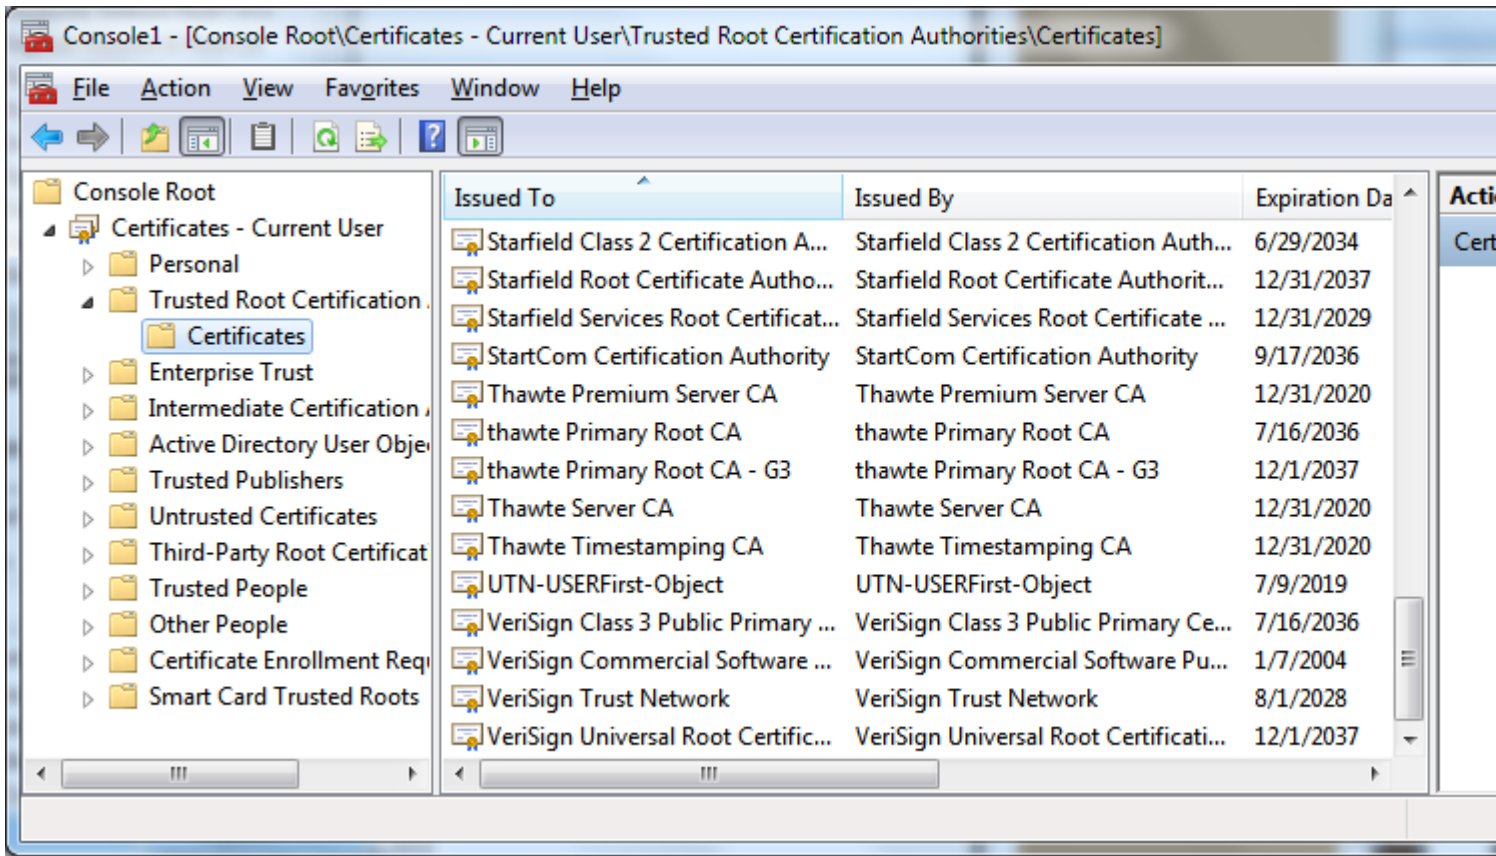 Console1 - [Console Root\Certificates - Current User\Trusted Root Certification Authorities\Certificates]
File Action View Favorites Window Help
Console Root
Certificates - Current User
Personal
Trusted Root Certification
Certificates
Enterprise Trust
Intermediate Certification
Active Directory User Obje
Trusted Publishers
Untrusted Certificates
Third-Party Root Certificat
Trusted People
Other People
Certificate Enrollment Requ
Smart Card Trusted Roots
Issued To Issued By Expiration Da
Starfield Class 2 Certification A... Starfield Class 2 Certification Auth... 6/29/2034
Starfield Root Certificate Autho... Starfield Root Certificate Authorit... 12/31/2037
Starfield Services Root Certificat... Starfield Services Root Certificate ... 12/31/2029
StartCom Certification Authority StartCom Certification Authority 9/17/2036
Thawte Premium Server CA Thawte Premium Server CA 12/31/2020
thawte Primary Root CA thawte Primary Root CA 7/16/2036
thawte Primary Root CA - G3 thawte Primary Root CA - G3 12/1/2037
Thawte Server CA Thawte Server CA 12/31/2020
Thawte Timestamping CA Thawte Timestamping CA 12/31/2020
UTN-USERFirst-Object UTN-USERFirst-Object 7/9/2019
VeriSign Class 3 Public Primary ... VeriSign Class 3 Public Primary Ce... 7/16/2036
VeriSign Commercial Software ... VeriSign Commercial Software Pu... 1/7/2004
VeriSign Trust Network VeriSign Trust Network 8/1/2028
VeriSign Universal Root Certific... VeriSign Universal Root Certificati... 12/1/2037
Acti
Cert